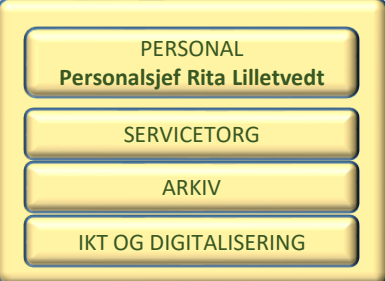 PERSONAL
Personalsjef Rita Lilletvedt
SERVICETORG
ARKIV
IKT OG DIGITALISERING